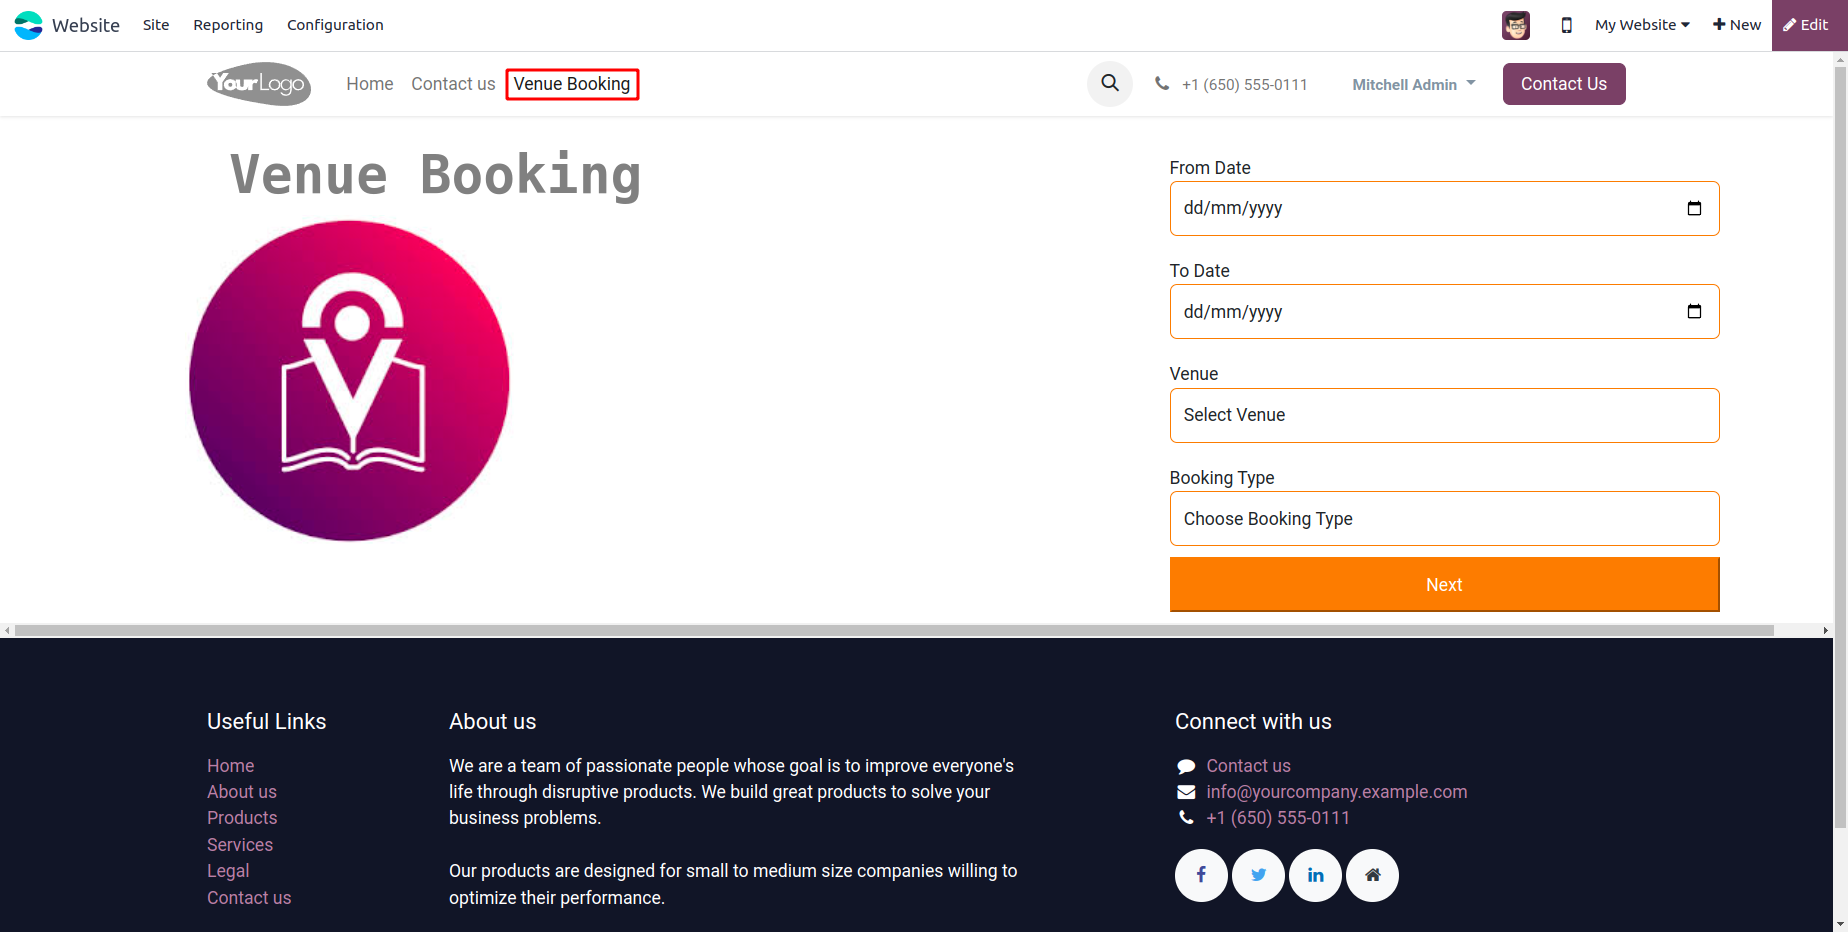 Website Site Reporting Configuration My Website New Edit
YourLogo Home Contact us Venue Booking +1 (650) 555-0111 Mitchell Admin Contact Us
Venue Booking
From Date
dd/mm/yyyy
To Date
dd/mm/yyyy
Venue
Select Venue
Booking Type
Choose Booking Type
Next
Useful Links
Home
About us
Products
Services
Legal
Contact us
About us
We are a team of passionate people whose goal is to improve everyone's
life through disruptive products. We build great products to solve your
business problems.
Our products are designed for small to medium size companies willing to
optimize their performance.
Connect with us
Contact us
info@yourcompany.example.com
+1 (650) 555-0111